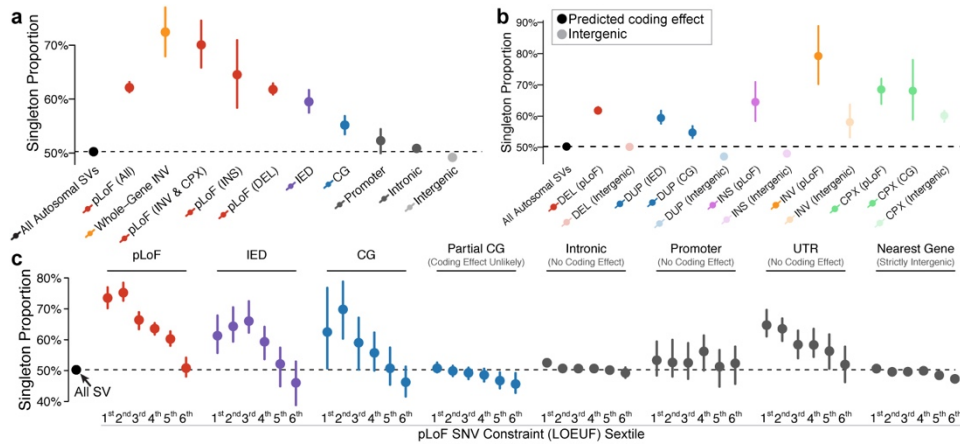 a
Singleton Proportion
70%
60%
50%
All Autosomal SVs
pLoF (All)
Whole–Gene INV
pLoF (INV & CPX)
pLoF (INS)
pLoF (DEL)
IED
CG
Promoter
Intronic
Intergenic
b
Predicted coding effect
Intergenic
Singleton Proportion
90%
80%
70%
60%
50%
All Autosomal SVs
DEL (pLoF)
DEL (Intergenic)
DUP (IED)
DUP (CG)
DUP (Intergenic)
INS (pLoF)
INS (Intergenic)
INV (pLoF)
INV (Intergenic)
CPX (pLoF)
CPX (CG)
CPX (Intergenic)
c
pLoF
IED
CG
Partial CG
(Coding Effect Unlikely)
Intronic
(No Coding Effect)
Promoter
(No Coding Effect)
UTR
(No Coding Effect)
Nearest Gene
(Strictly Intergenic)
Singleton Proportion
80%
70%
60%
50%
40%
All SV
1st 2nd 3rd 4th 5th 6th
1st 2nd 3rd 4th 5th 6th
1st 2nd 3rd 4th 5th 6th
1st 2nd 3rd 4th 5th 6th
1st 2nd 3rd 4th 5th 6th
1st 2nd 3rd 4th 5th 6th
1st 2nd 3rd 4th 5th 6th
1st 2nd 3rd 4th 5th 6th
pLoF SNV Constraint (LOEUF) Sextile